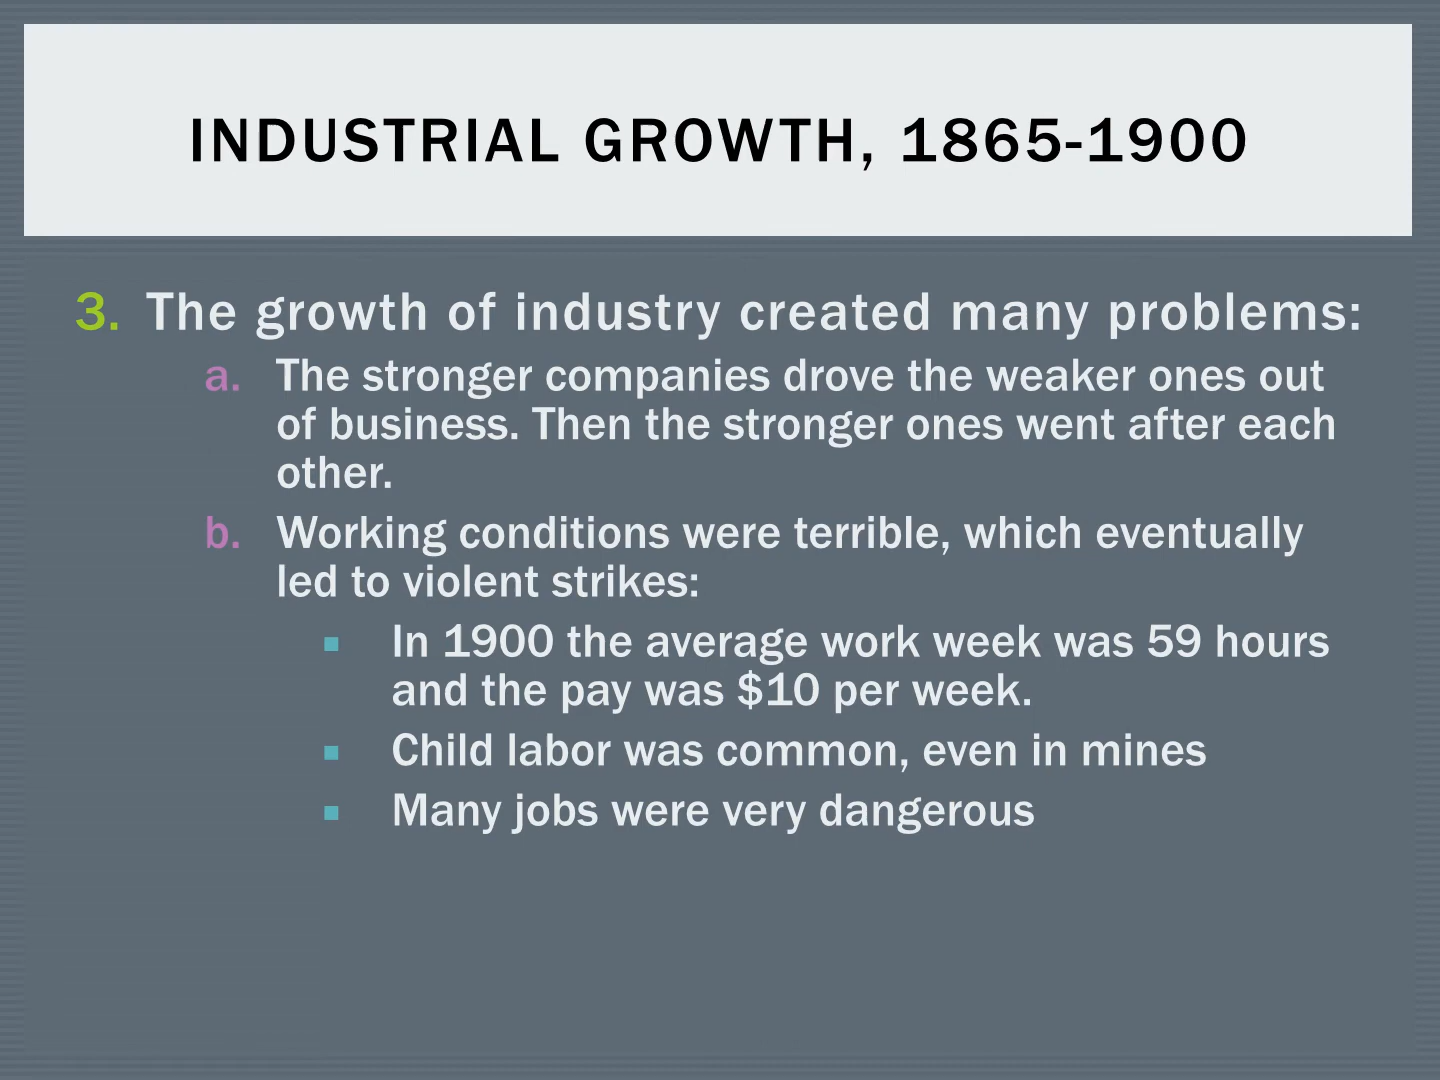 INDUSTRIAL GROWTH, 1865-1900
3. The growth of industry created many problems:
a. The stronger companies drove the weaker ones out
of business. Then the stronger ones went after each
other.
b. Working conditions were terrible, which eventually
led to violent strikes:
▪ In 1900 the average work week was 59 hours
and the pay was $10 per week.
▪ Child labor was common, even in mines
▪ Many jobs were very dangerous